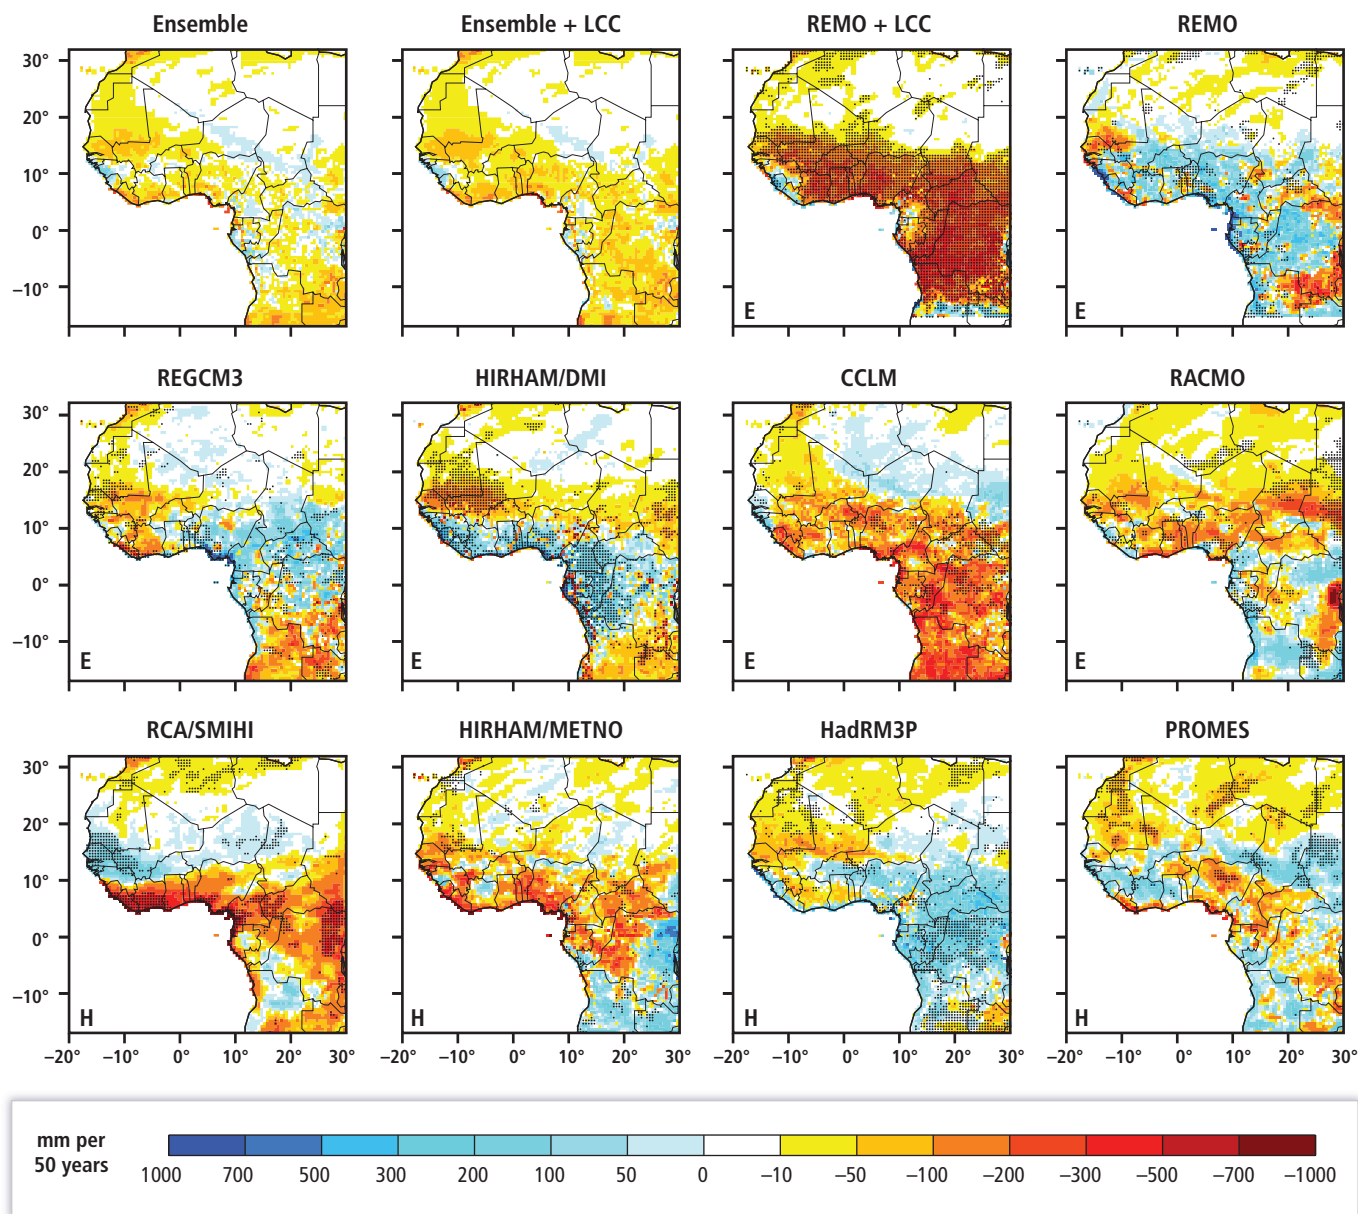 Ensemble Ensemble + LCC REMO + LCC REMO
30°
20°
10°
0°
−10°
E E
REGCM3 HIRHAM/DMI CCLM RACMO
30°
20°
10°
0°
−10°
E E E E
RCA/SMIHI HIRHAM/METNO HadRM3P PROMES
30°
20°
10°
0°
−10°
H H H H
−20° −10° 0° 10° 20° 30° −20° −10° 0° 10° 20° 30° −20° −10° 0° 10° 20° 30° −20° −10° 0° 10° 20° 30°
mm per
50 years
1000 700 500 300 200 100 50 0 −10 −50 −100 −200 −300 −500 −700 −1000